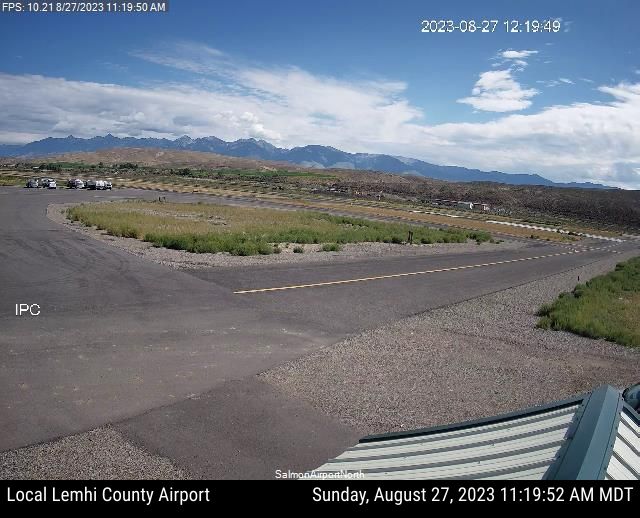 FPS: 10.21 8/27/2023 11:19:50 AM
2023-08-27 12:19:49
IPC
SalmonAirportNorth
Local Lemhi County Airport
Sunday, August 27, 2023 11:19:52 AM MDT